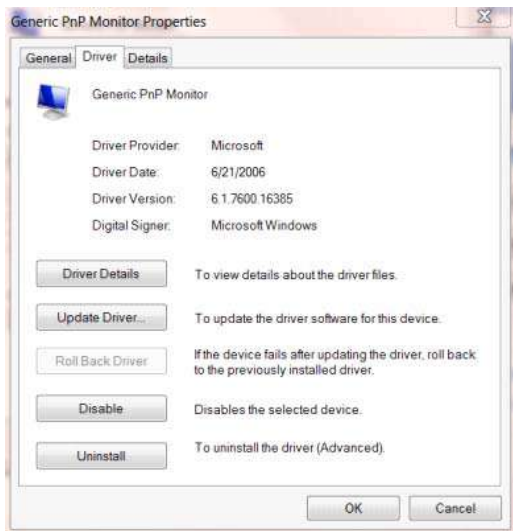 Generic PnP Monitor Properties
General Driver Details
Generic PnP Monitor
Driver Provider: Microsoft
Driver Date: 6/21/2006
Driver Version: 6.1.7600.16385
Digital Signer: Microsoft Windows
Driver Details To view details about the driver files.
Update Driver... To update the driver software for this device.
Roll Back Driver If the device fails after updating the driver, roll back
to the previously installed driver.
Disable Disables the selected device.
Uninstall To uninstall the driver (Advanced).
OK Cancel